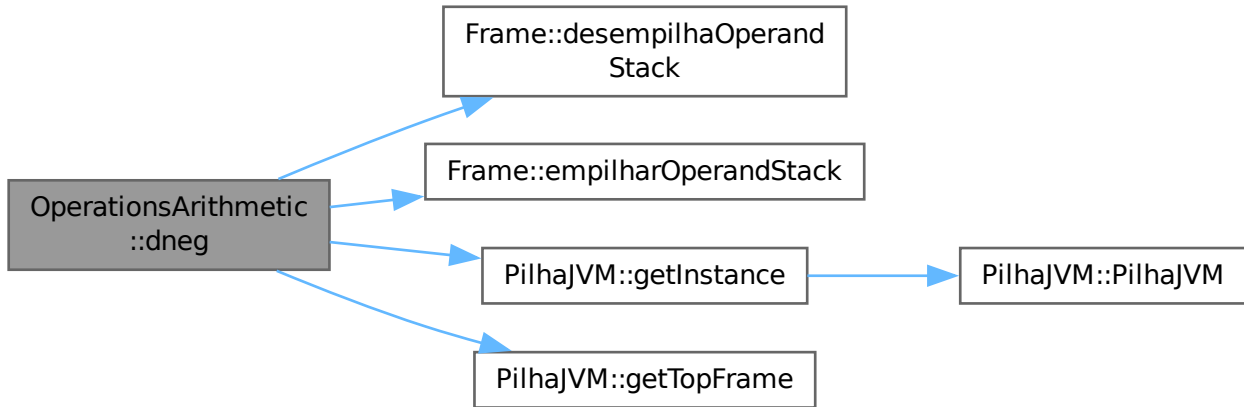 Frame::desempilhaOperand
Stack
Frame::empilharOperandStack
OperationsArithmetic
::dneg
PilhaJVM::getInstance
PilhaJVM::PilhaJVM
PilhaJVM::getTopFrame